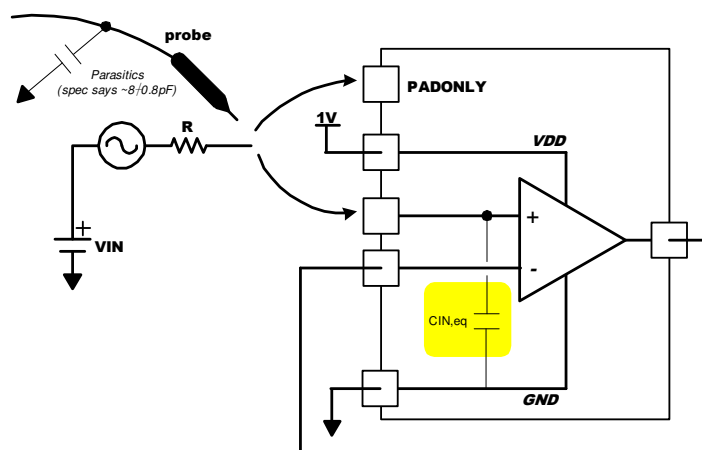 probe
Parasitics
(spec says ~8-/0.8pF)
PADONLY
R
1V
VDD
+
+
VIN
-
CIN,eq
GND